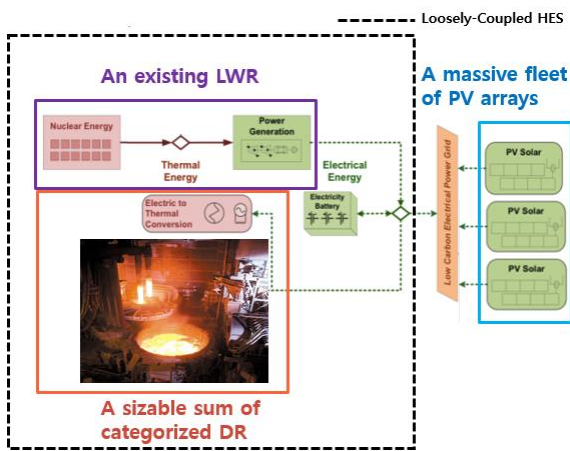 Loosely-Coupled HES
An existing LWR
A massive fleet
of PV arrays
Nuclear Energy
Power
Generation
Thermal
Energy
Electrical
Energy
Electric to
Thermal
Conversion
Electricity
Battery
Low Carbon Electrical Power Grid
PV Solar
PV Solar
PV Solar
A sizable sum of
categorized DR